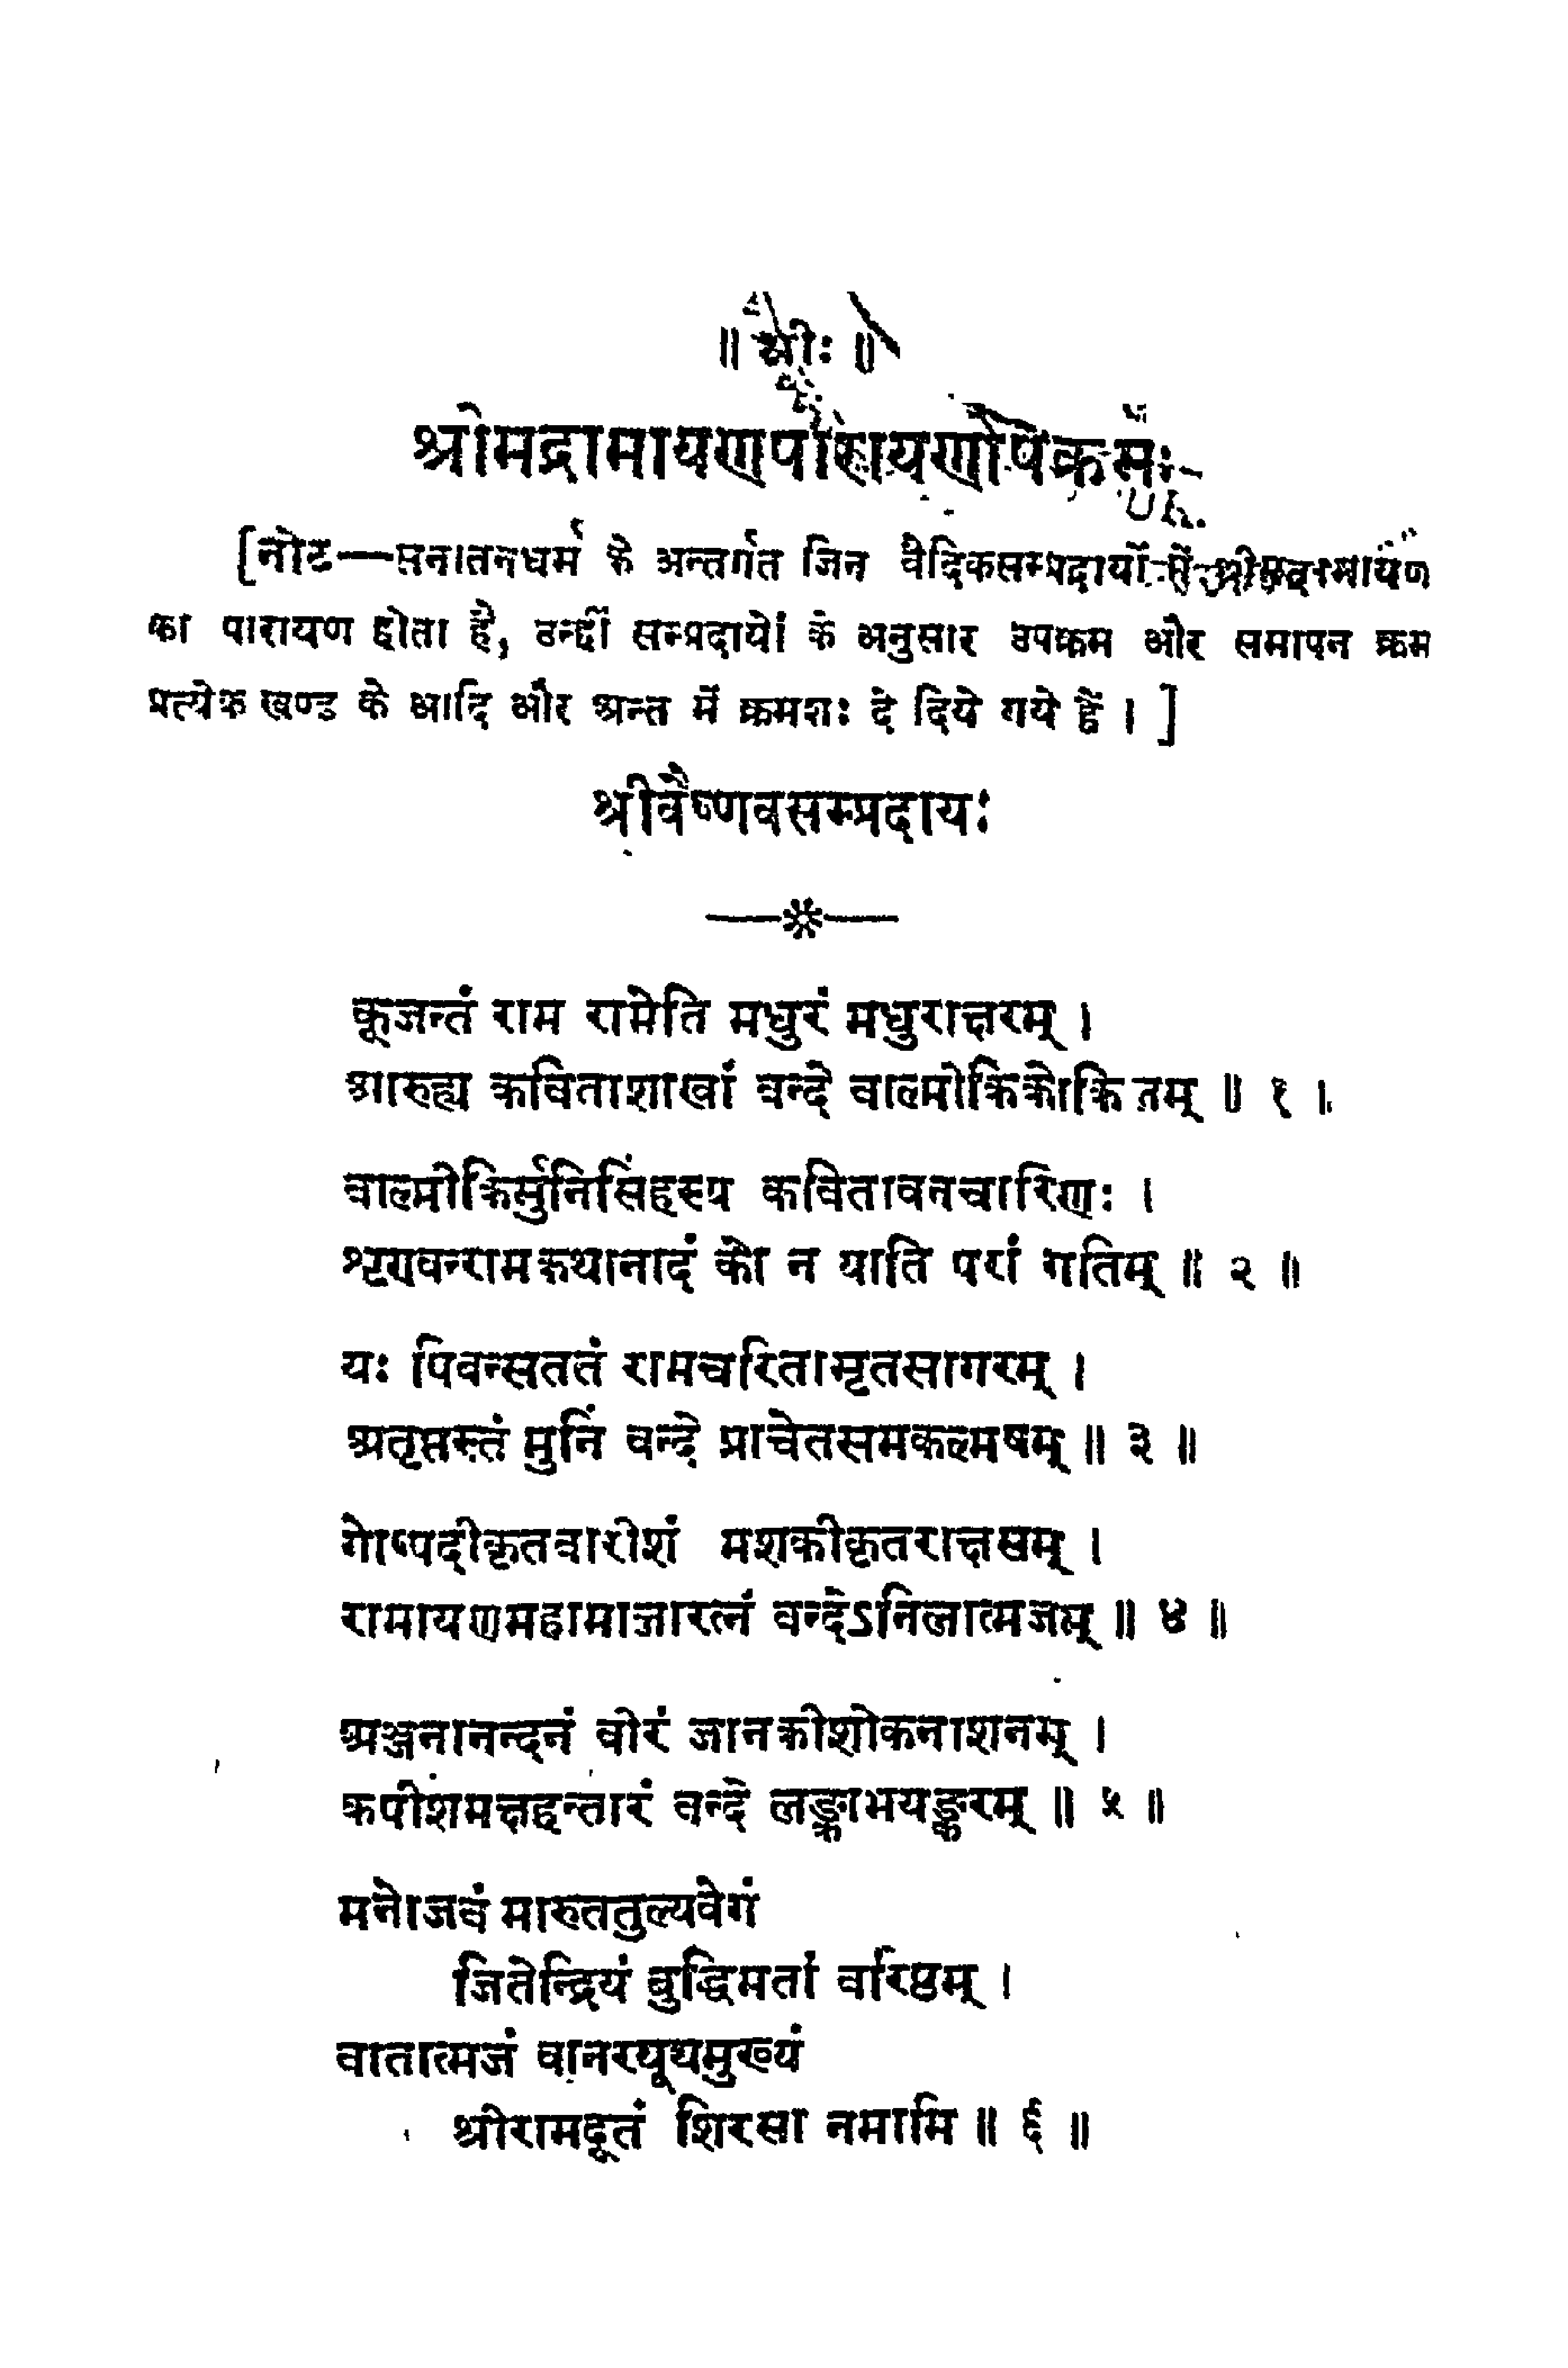 ॥ श्रीः ॥
श्रीमद्रामायणपारायणोपक्रमः
[नोट—सनातनधर्म के अन्तर्गत जिन वैदिकसम्प्रदायों में श्रीमद्रामायण
का पारायण होता है, उन्हीं सम्प्रदायों के अनुसार उपक्रम और समापन क्रम
प्रत्येक खण्ड के आदि और अन्त में क्रमशः दे दिये गये हैं । ]
श्रीवैष्णवसम्प्रदायः
कूजन्तं राम रामेति मधुरं मधुराक्षरम् ।
आरुह्य कविताशाखां वन्दे वाल्मीकिकोकिलम् ॥ १ ।
वाल्मीकिर्मुनिसिंहस्य कवितावनचारिणः ।
शृण्वन्रामकथानादं को न याति परां गतिम् ॥ २ ॥
यः पिवन्सततं रामचरितामृतसागरम् ।
अतृप्तस्तं मुनिं वन्दे प्राचेतसमकल्मषम् ॥ ३ ॥
गोष्पदीकृतवारीशं मशकीकृतराक्षसम् ।
रामायणमहामालारत्नं वन्देऽनिलात्मजम् ॥ ४ ॥
अञ्जनानन्दनं वीरं जानकीशोकनाशनम् ।
कपीशमक्षहन्तारं वन्दे लङ्काभयङ्करम् ॥ ५ ॥
मनोजवं मारुततुल्यवेगं
जितेन्द्रियं बुद्धिमतां वरिष्ठम् ।
वातात्मजं वानरयूथमुख्यं
श्रीरामदूतं शिरसा नमामि ॥ ६ ॥